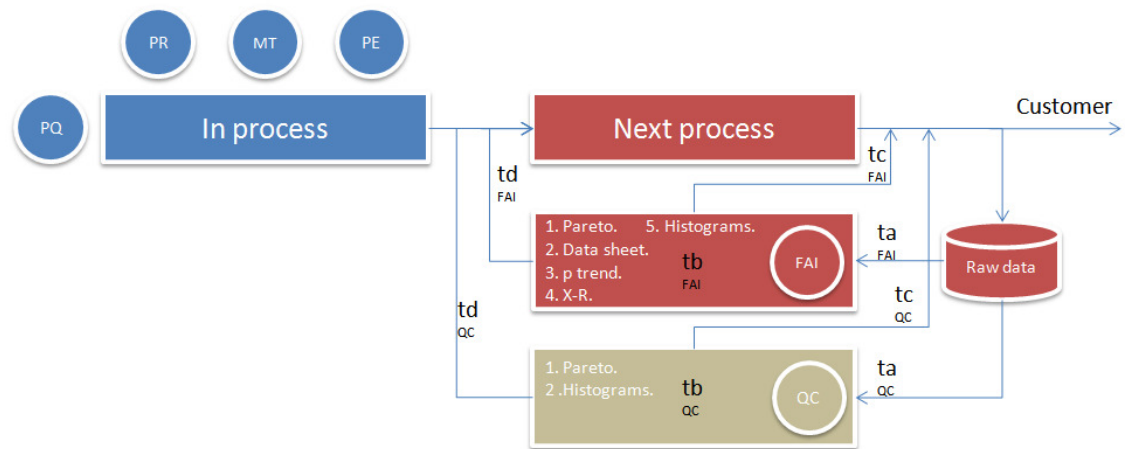 PR
MT
PE
PQ
In process
Next process
Customer
td
FAI
tc
FAI
1. Pareto. 5. Histograms.
2. Data sheet.
3. p trend.
4. X-R.
tb
FAI
FAI
ta
FAI
Raw data
td
QC
tc
QC
1. Pareto.
2 .Histograms.
tb
QC
QC
ta
QC